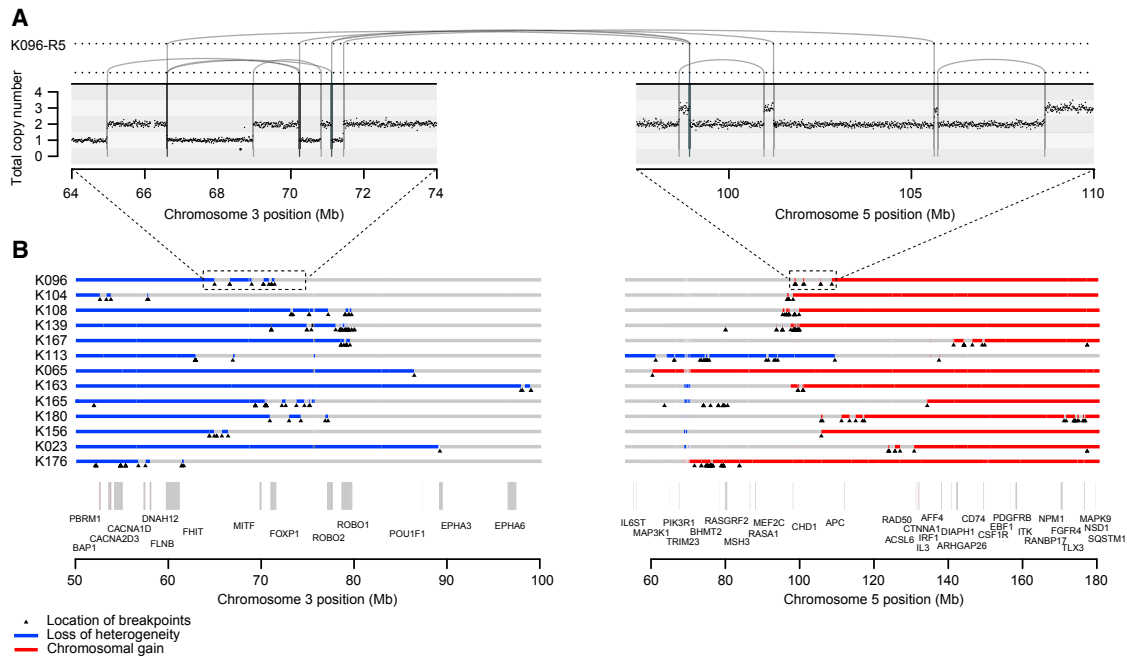 A
K096-R5
Total copy number
4
3
2
1
0
64 66 68 70 72 74
Chromosome 3 position (Mb)
100 105 110
Chromosome 5 position (Mb)
B
K096
K104
K108
K139
K167
K113
K065
K163
K165
K180
K156
K023
K176
PBRM1
BAP1
CACNA1D
CACNA2D3
DNAH12
FLNB
FHIT
MITF
FOXP1
ROBO2
ROBO1
POU1F1
EPHA3
EPHA6
50 60 70 80 90 100
Chromosome 3 position (Mb)
IL6ST
MAP3K1
PIK3R1
TRIM23
BHMT2
RASGRF2
MSH3
MEF2C
RASA1
CHD1
APC
RAD50
ACSL6
CTNNA1
IL3
IRF1
AFF4
DIAPH1
ARHGAP26
CD74
CSF1R
PDGFRB
EBF1
ITK
RANBP17
NPM1
FGFR4
TLX3
MAPK9
NSD1
SQSTM1
60 80 100 120 140 160 180
Chromosome 5 position (Mb)
Location of breakpoints
Loss of heterogeneity
Chromosomal gain